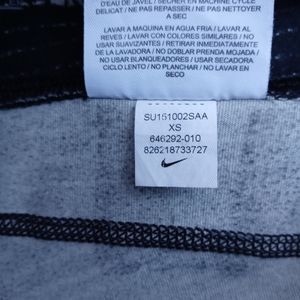 D'EAU DE JAVEL / SÉCHER EN MACHINE CYCLE
DÉLICAT / NE PAS REPASSER / NE PAS NETTOYER
À SEC
LAVAR A MAQUINA EN AGUA FRIA / LAVAR AL
REVES / LAVAR CON COLORES SIMILARES / NO
USAR SUAVIZANTES / RETIRAR INMEDIATAMENTE
DE LA LAVADORA / NO DOBLAR PRENDA MOJADA /
NO USAR BLANQUEADORES / USAR SECADORA
CICLO LENTO / NO PLANCHAR / NO LAVAR EN
SECO
SU151002SAA
XS
646292-010
826218733727